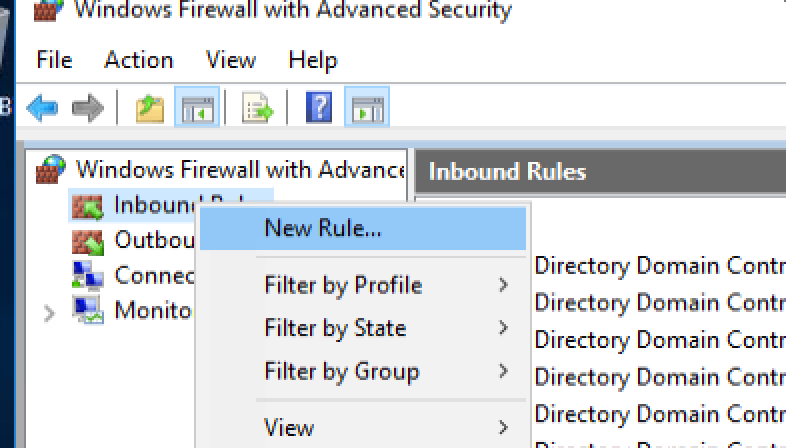 Windows Firewall with Advanced Security
File Action View Help
B
Windows Firewall with Advance
Inbound Rules
Inbound
New Rule...
Outbou
Directory Domain Contr
Connec
Filter by Profile
Directory Domain Contr
Monito
Filter by State
Directory Domain Contr
Filter by Group
Directory Domain Contr
Directory Domain Contr
View